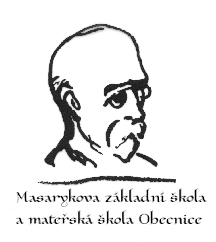 Masarykova základní škola
a mateřská škola Obecnice